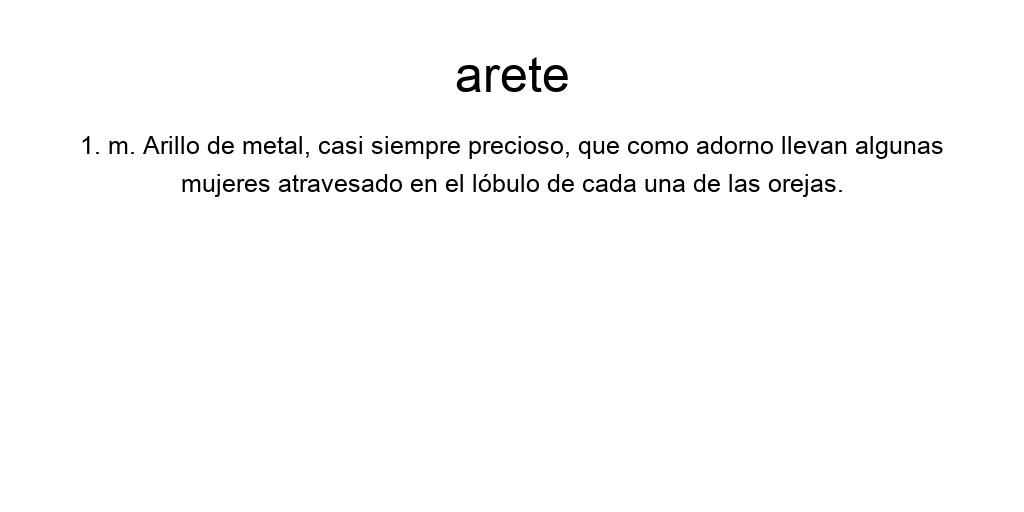 arete
1. m. Arillo de metal, casi siempre precioso, que como adorno llevan algunas
mujeres atravesado en el lóbulo de cada una de las orejas.